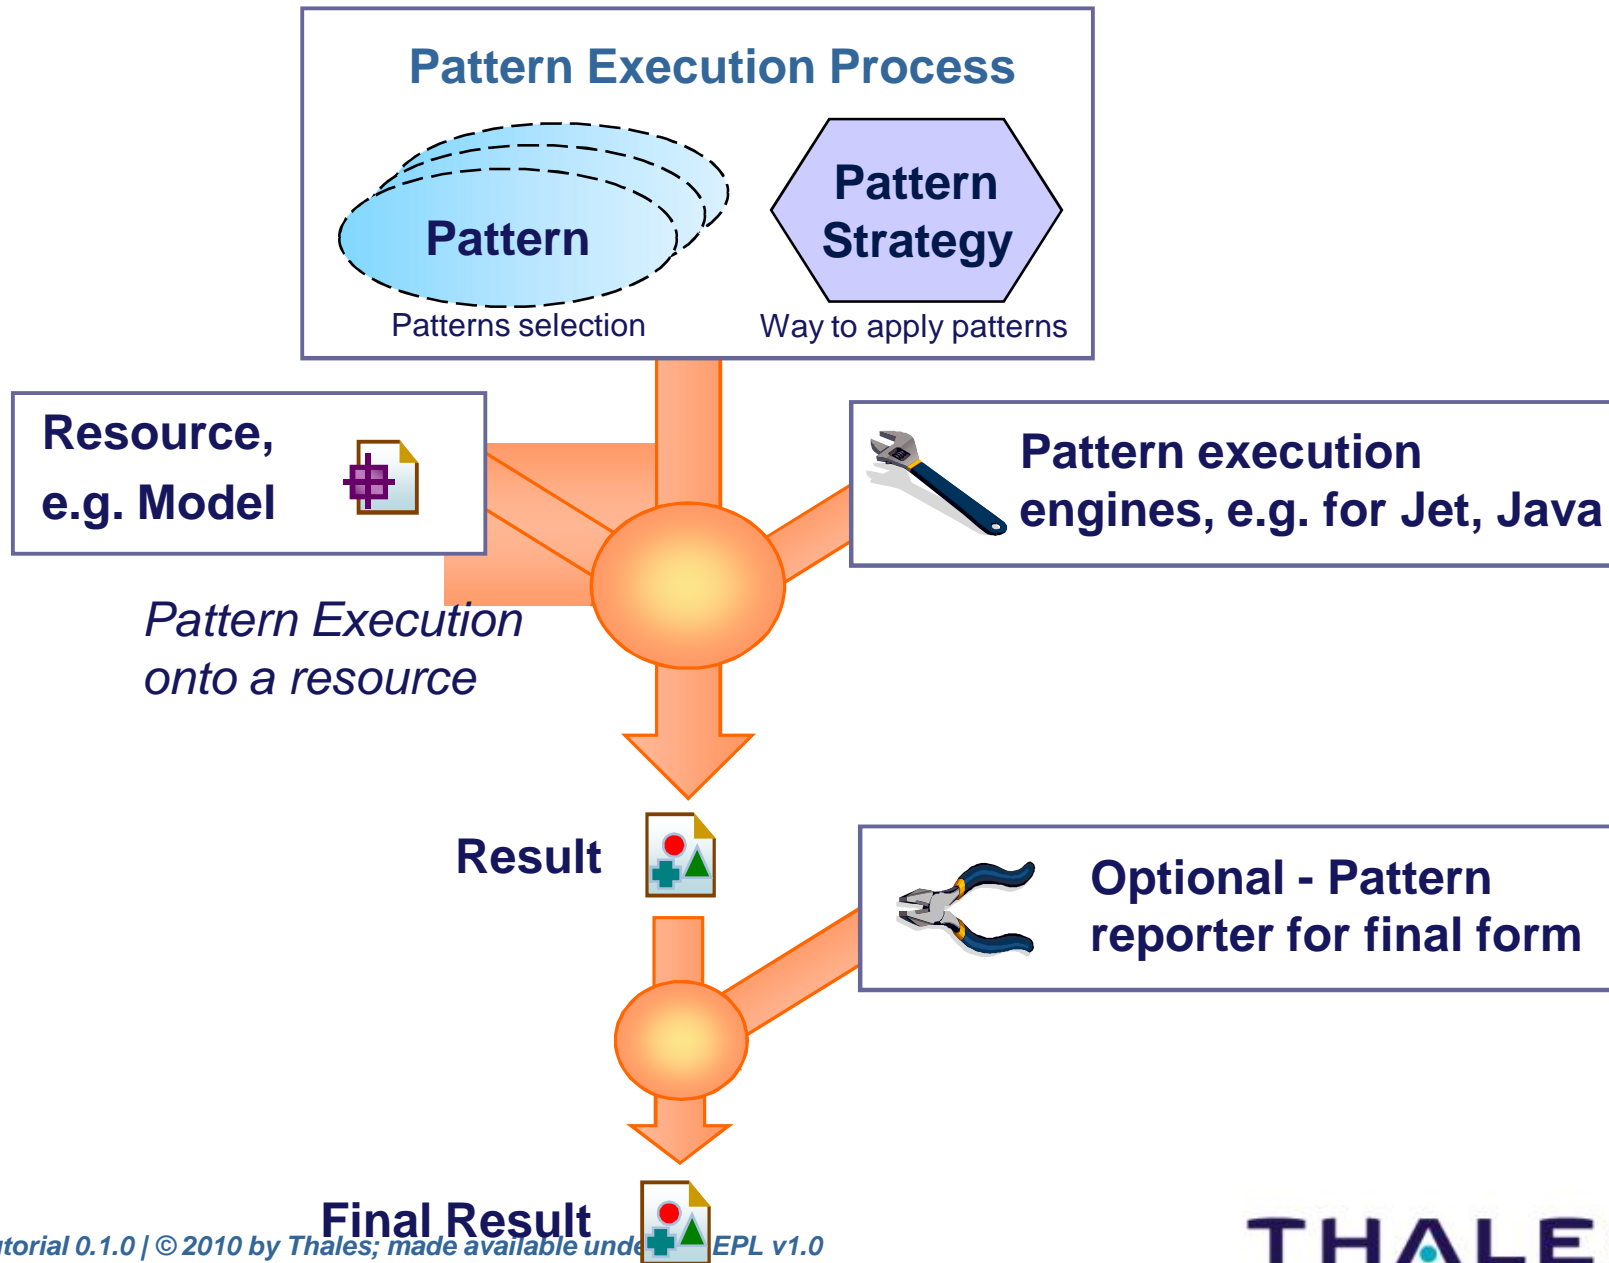 Pattern Execution Process
Pattern
Pattern
Strategy
Patterns selection
Way to apply patterns
Resource,
e.g. Model
Pattern execution
engines, e.g. for Jet, Java
Pattern Execution
onto a resource
Result
Optional - Pattern
reporter for final form
Final Result
utorial 0.1.0 | © 2010 by Thales; made available unde EPL v1.0
THALE